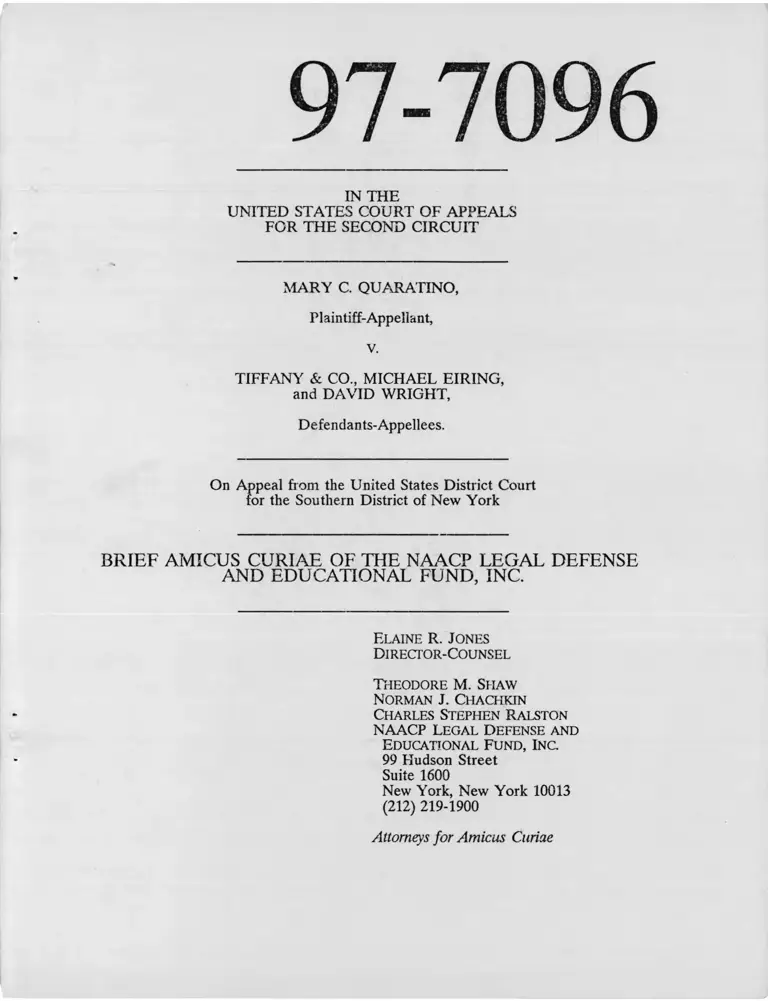 97-7096
IN THE
UNITED STATES COURT OF APPEALS
FOR THE SECOND CIRCUIT
MARY C. QUARATINO,
Plaintiff-Appellant,
v.
TIFFANY & CO., MICHAEL EIRING,
and DAVID WRIGHT,
Defendants-Appellees.
On Appeal from the United States District Court
for the Southern District of New York
BRIEF AMICUS CURIAE OF THE NAACP LEGAL DEFENSE
AND EDUCATIONAL FUND, INC.
ELAINE R. JONES
DIRECTOR-COUNSEL
THEODORE M. SHAW
NORMAN J. CHACHKIN
CHARLES STEPHEN RALSTON
NAACP LEGAL DEFENSE AND
EDUCATIONAL FUND, INC.
99 Hudson Street
Suite 1600
New York, New York 10013
(212) 219-1900
Attorneys for Amicus Curiae